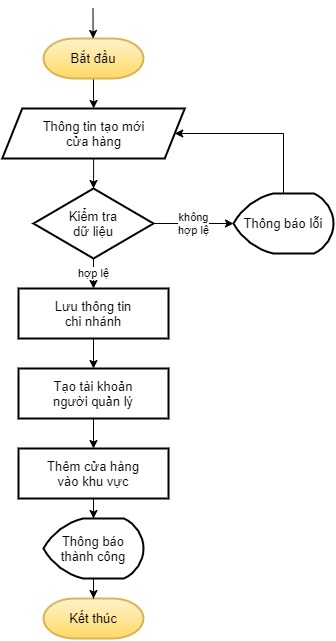 Bắt đầu
Thông tin tạo mới
cửa hàng
Kiểm tra
dữ liệu
không
hợp lệ
Thông báo lỗi
hợp lệ
Lưu thông tin
chi nhánh
Tạo tài khoản
người quản lý
Thêm cửa hàng
vào khu vực
Thông báo
thành công
Kết thúc